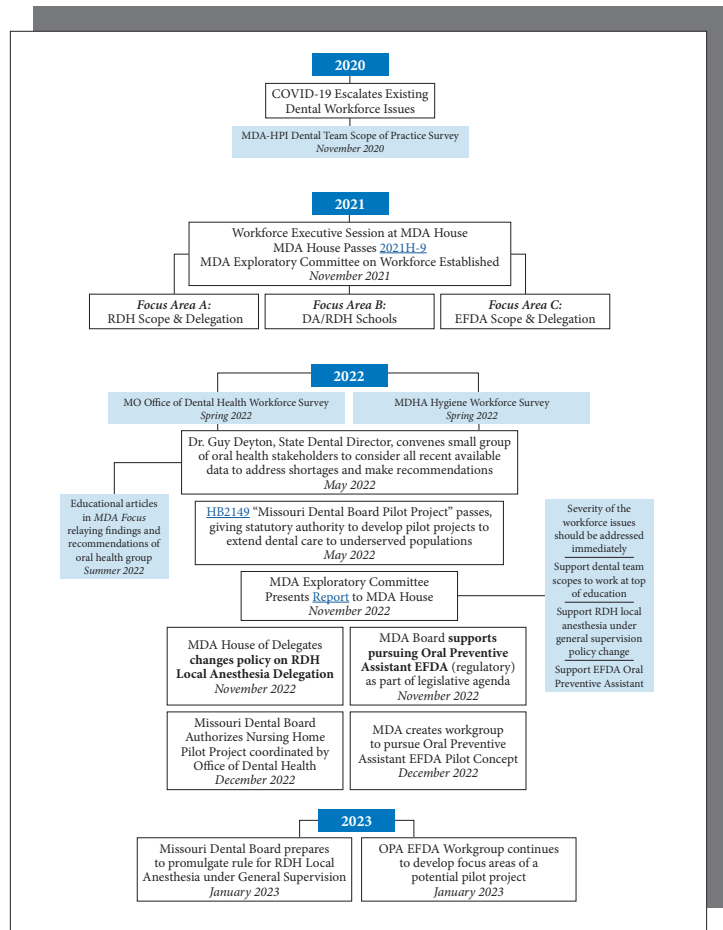 2020
COVID-19 Escalates Existing
Dental Workforce Issues
MDA-HPI Dental Team Scope of Practice Survey
November 2020
2021
Workforce Executive Session at MDA House
MDA House Passes 2021H-9
MDA Exploratory Committee on Workforce Established
November 2021
Focus Area A:
RDH Scope & Delegation
Focus Area B:
DA/RDH Schools
Focus Area C:
EFDA Scope & Delegation
2022
MO Office of Dental Health Workforce Survey
Spring 2022
MDHA Hygiene Workforce Survey
Spring 2022
Dr. Guy Deyton, State Dental Director, convenes small group
of oral health stakeholders to consider all recent available
data to address shortages and make recommendations
May 2022
Educational articles
in MDA Focus
relaying findings and
recommendations of
oral health group
Summer 2022
HB2149 “Missouri Dental Board Pilot Project” passes,
giving statutory authority to develop pilot projects to
extend dental care to underserved populations
May 2022
MDA Exploratory Committee
Presents Report to MDA House
November 2022
Severity of the
workforce issues
should be addressed
immediately
Support dental team
scopes to work at top
of education
Support RDH local
anesthesia under
general supervision
policy change
Support EFDA Oral
Preventive Assistant
MDA House of Delegates
changes policy on RDH
Local Anesthesia Delegation
November 2022
MDA Board supports
pursuing Oral Preventive
Assistant EFDA (regulatory)
as part of legislative agenda
November 2022
Missouri Dental Board
Authorizes Nursing Home
Pilot Project coordinated by
Office of Dental Health
December 2022
MDA creates workgroup
to pursue Oral Preventive
Assistant EFDA Pilot Concept
December 2022
2023
Missouri Dental Board prepares
to promulgate rule for RDH Local
Anesthesia under General Supervision
January 2023
OPA EFDA Workgroup continues
to develop focus areas of a
potential pilot project
January 2023